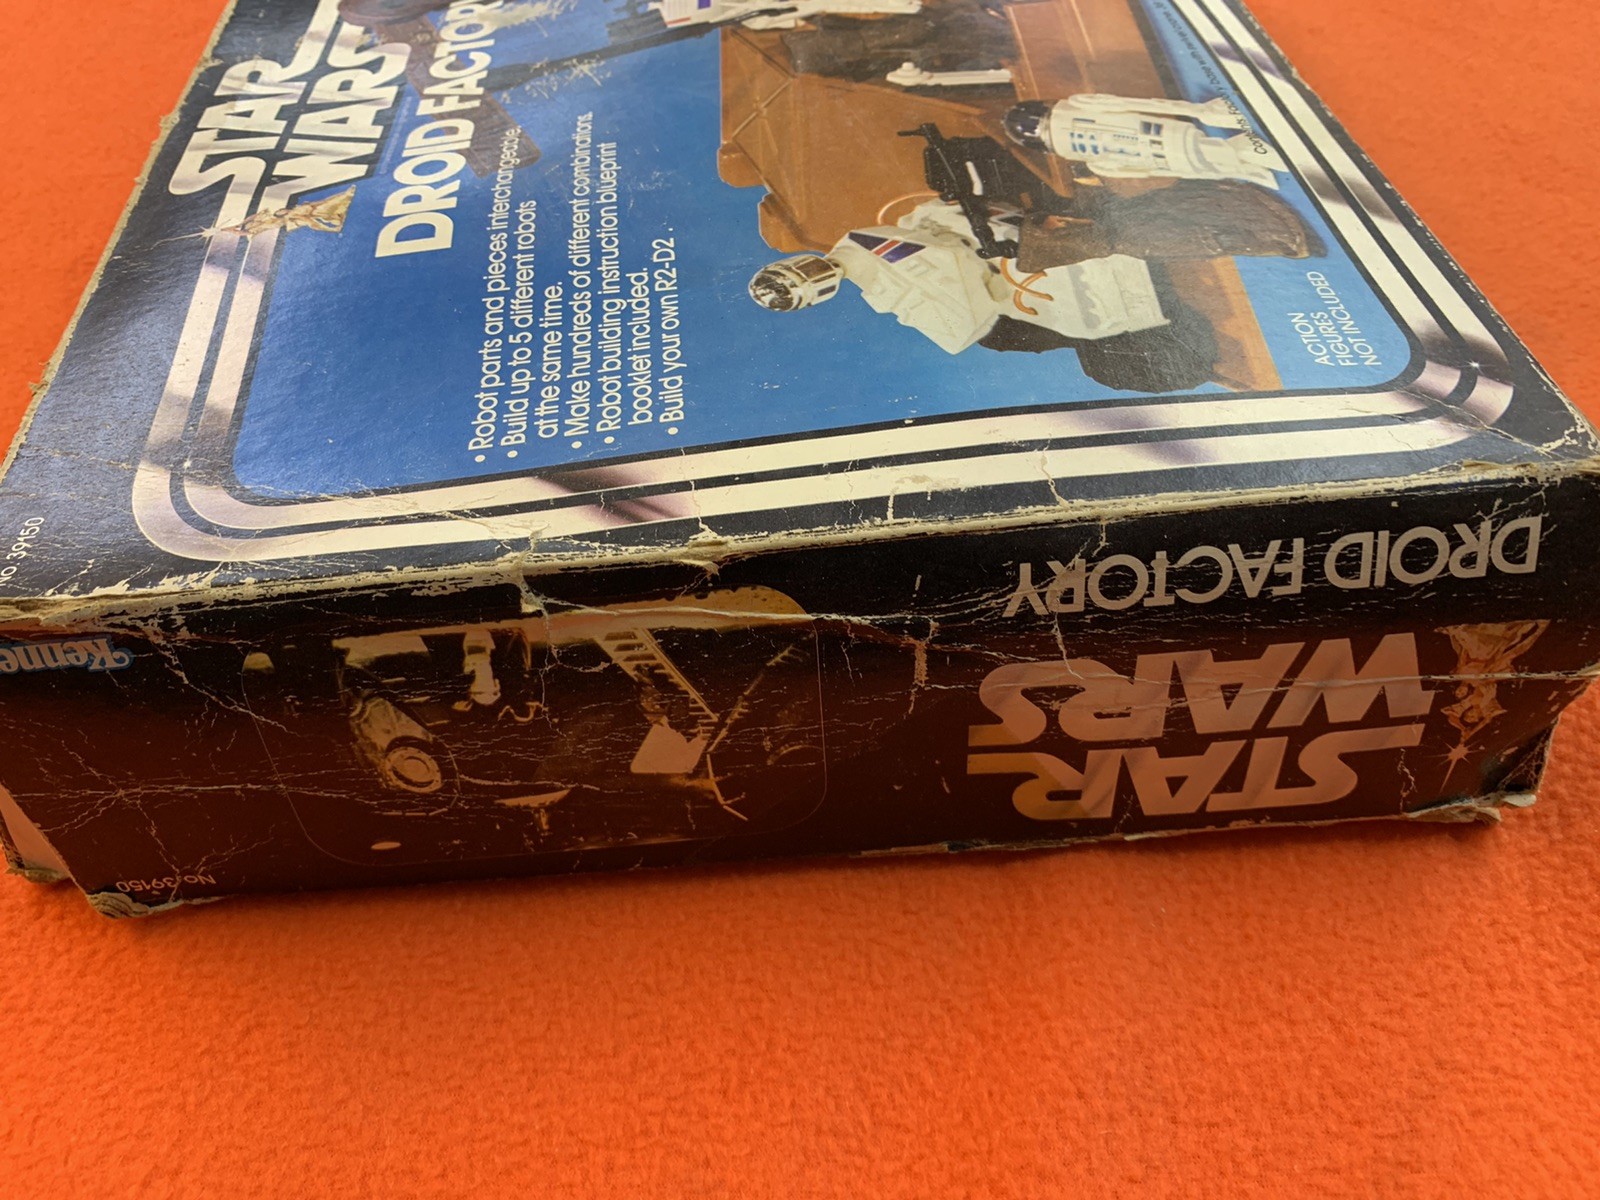 STAR
WARS
DROID FACTORY
• Robot parts and pieces interchangeable.
• Build up to 5 different robots
at the same time.
• Make hundreds of different combinations.
• Robot building instruction blueprint
booklet included.
• Build your own R2-D2.
ACTION
FIGURES
NOT INCLUDED
NO. 39150
Kenne
DROID FACTORY
STAR
WARS
No. 39150